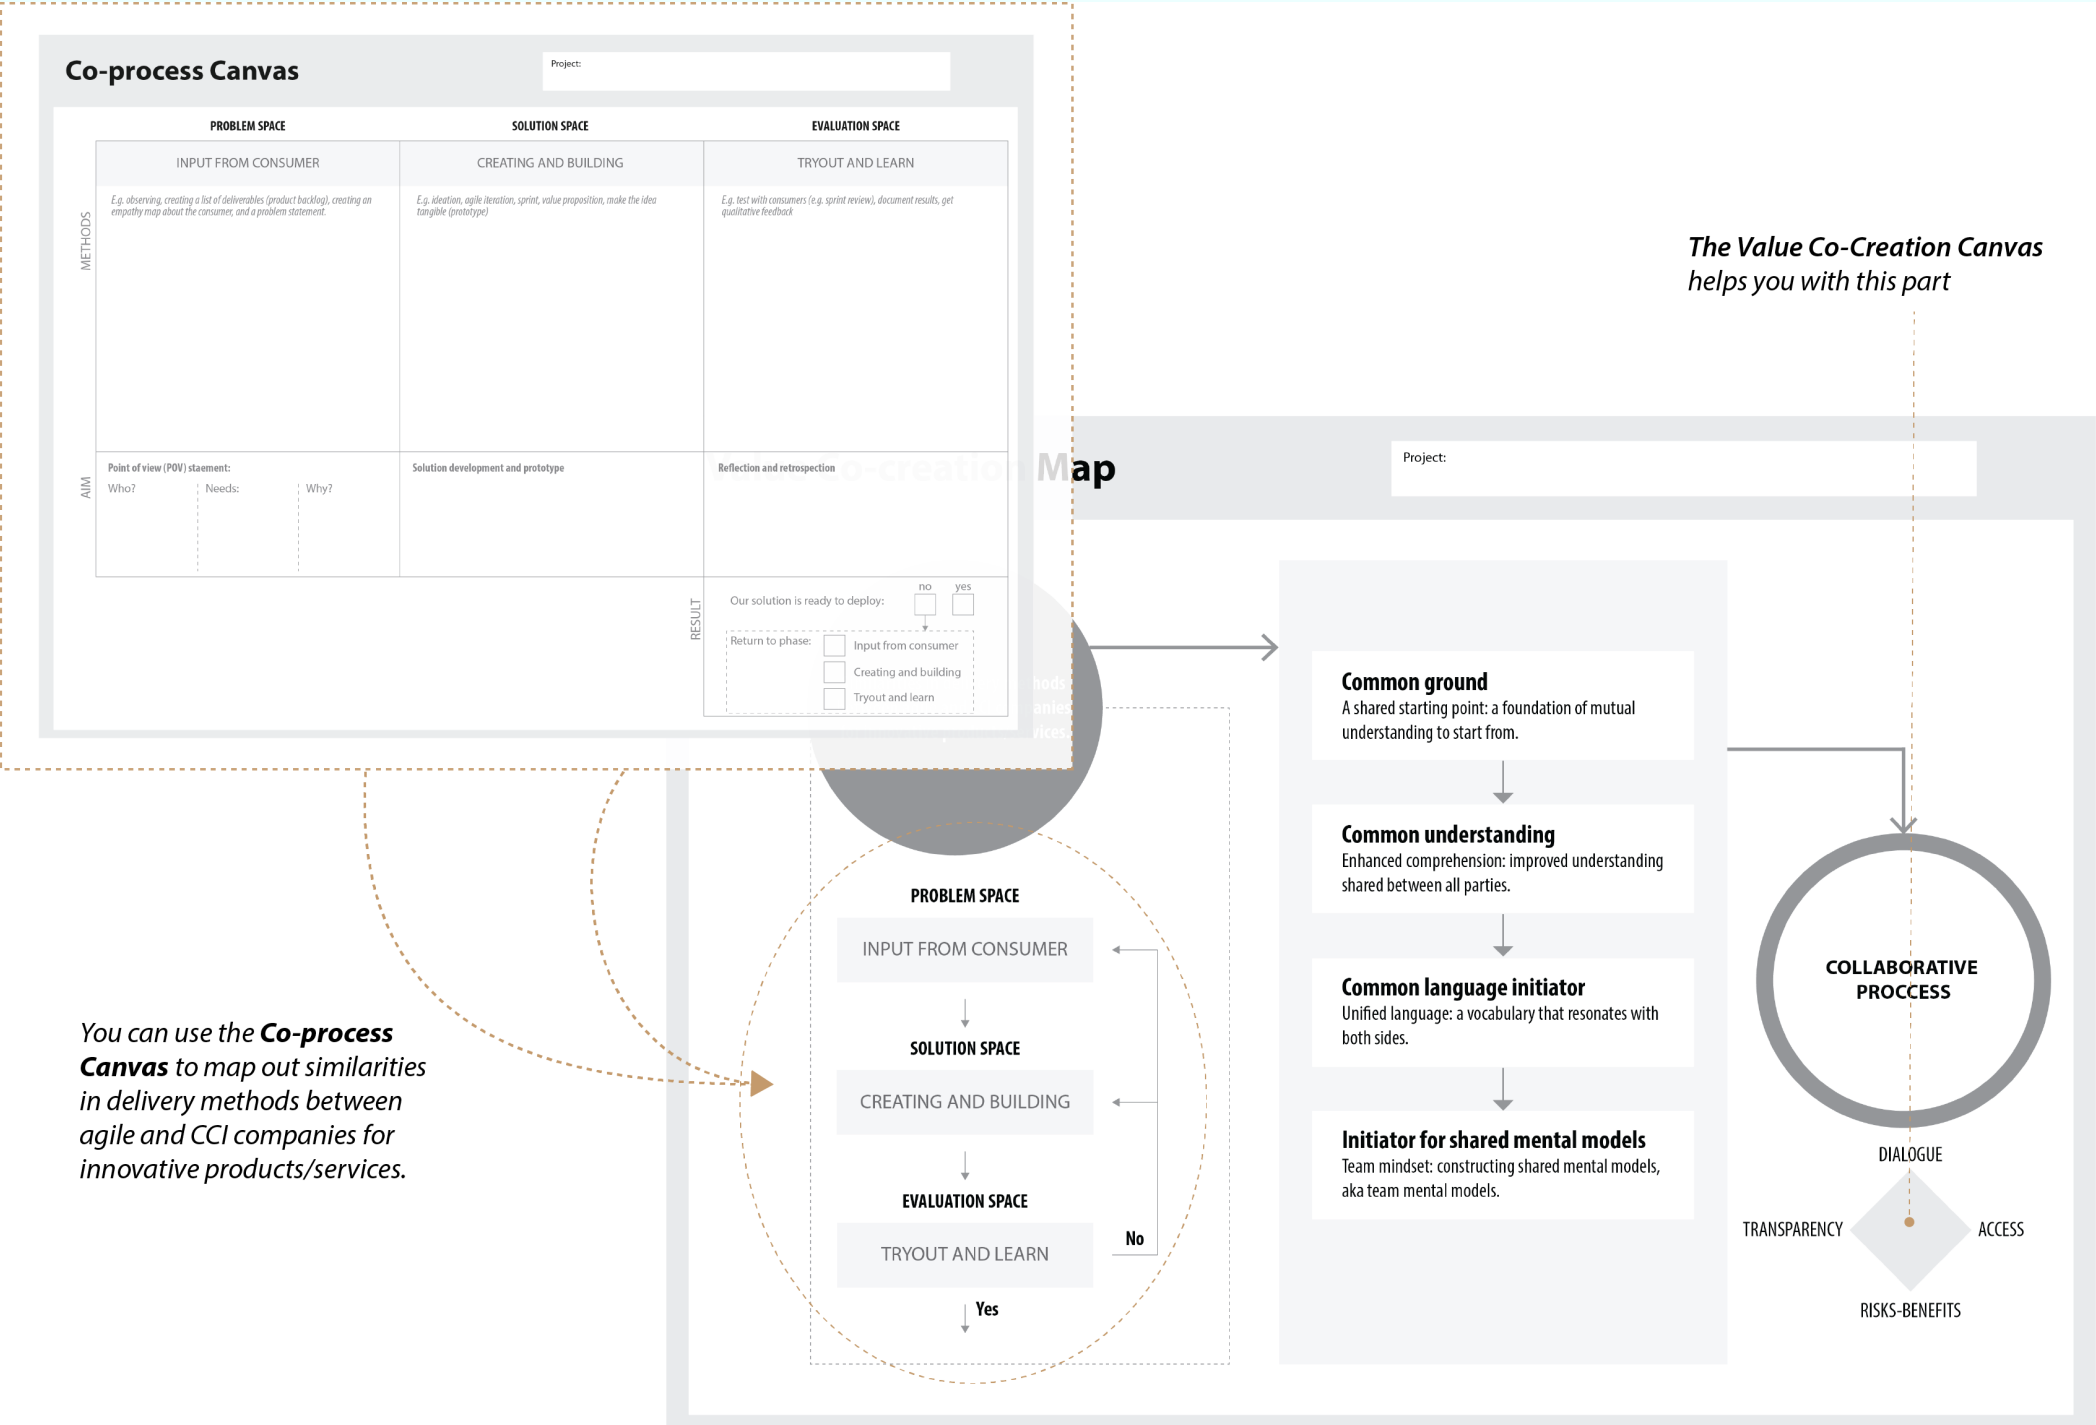 Co-process Canvas
Project:
PROBLEM SPACE
SOLUTION SPACE
EVALUATION SPACE
INPUT FROM CONSUMER
CREATING AND BUILDING
TRYOUT AND LEARN
METHODS
E.g. observing, creating a list of deliverables (product backlog), creating an
empathy map about the consumer, and a problem statement.
E.g. ideation, agile iteration, sprint, value proposition, make the idea
tangible (prototype)
E.g. test with consumers (e.g. sprint review), document results, get
qualitative feedback
AIM
Point of view (POV) staement:
Who?
Needs:
Why?
Solution development and prototype
Reflection and retrospection
RESULT
Our solution is ready to deploy:
no
yes
Return to phase:
Input from consumer
Creating and building
Tryout and learn
The Value Co-Creation Canvas
helps you with this part
Value Co-creation Map
Project:
You can use the Co-process
Canvas to map out similarities
in delivery methods between
agile and CCI companies for
innovative products/services.
PROBLEM SPACE
INPUT FROM CONSUMER
SOLUTION SPACE
CREATING AND BUILDING
EVALUATION SPACE
TRYOUT AND LEARN
No
Yes
Common ground
A shared starting point: a foundation of mutual
understanding to start from.
Common understanding
Enhanced comprehension: improved understanding
shared between all parties.
Common language initiator
Unified language: a vocabulary that resonates with
both sides.
Initiator for shared mental models
Team mindset: constructing shared mental models,
aka team mental models.
COLLABORATIVE
PROCCESS
DIALOGUE
TRANSPARENCY
ACCESS
RISKS-BENEFITS